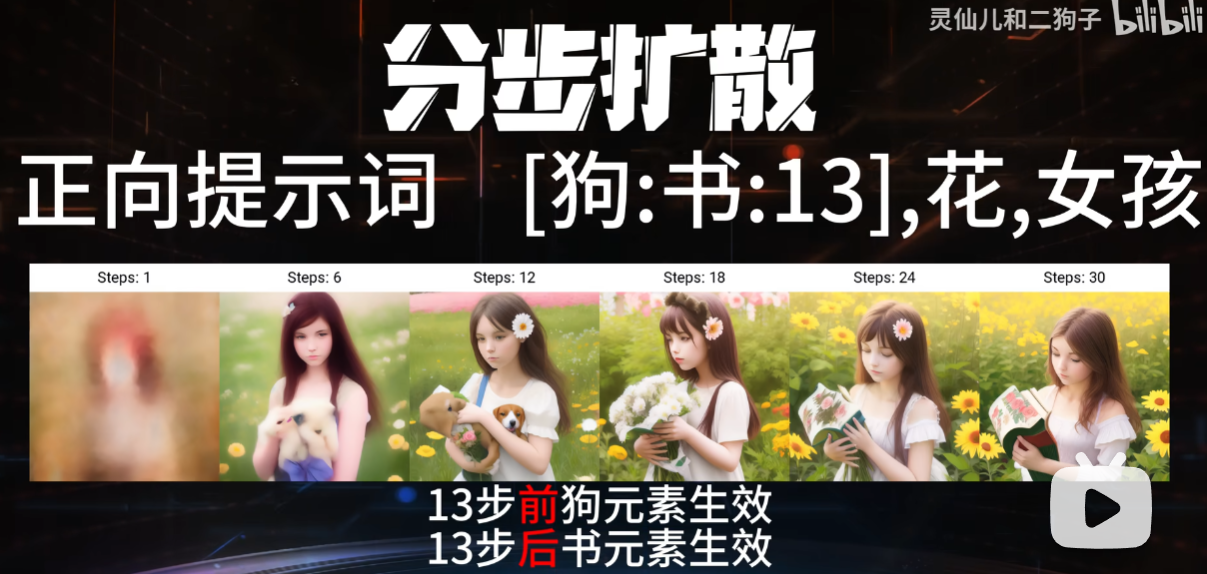 灵仙儿和二狗子 bilibili
分步扩散
正向提示词 [狗:书:13],花,女孩
Steps: 1 Steps: 6 Steps: 12 Steps: 18 Steps: 24 Steps: 30
13步前狗元素生效
13步后书元素生效